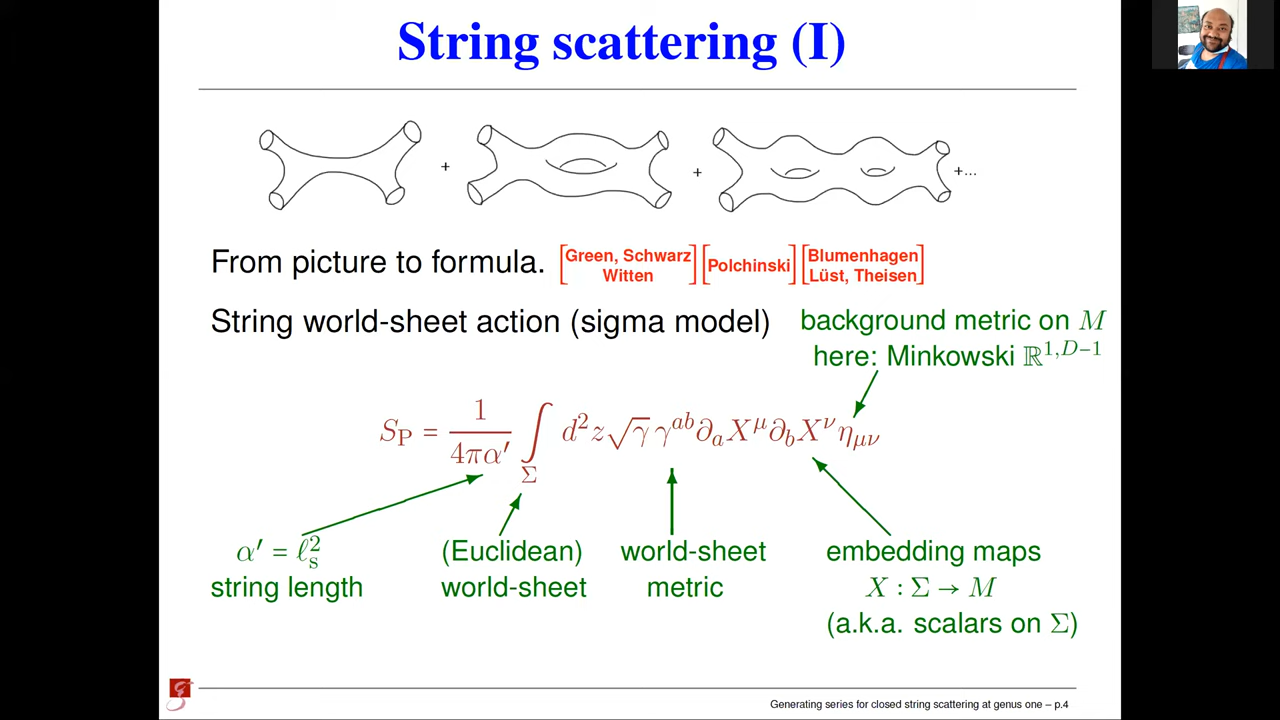 String scattering (I)
+ + +...
From picture to formula. [Green, Schwarz Witten] [Polchinski] [Blumenhagen Lüst, Theisen]
String world-sheet action (sigma model)
background metric on M
here: Minkowski ℝ^{1,D−1}
S_P = \frac{1}{4πα′} ∫_Σ d²z √γ γ^{ab} ∂_a X^μ ∂_b X^ν η_{μν}
α′ = ℓ_s²
string length
(Euclidean)
world-sheet
world-sheet
metric
embedding maps
X : Σ → M
(a.k.a. scalars on Σ)
Generating series for closed string scattering at genus one – p.4